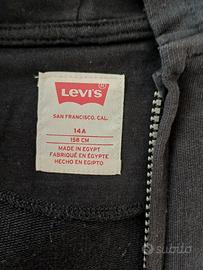 LEVI'S®
SAN FRANCISCO, CAL.
14A
158 CM
MADE IN EGYPT
FABRIQUÉ EN ÉGYPTE
HECHO EN EGIPTO
subito